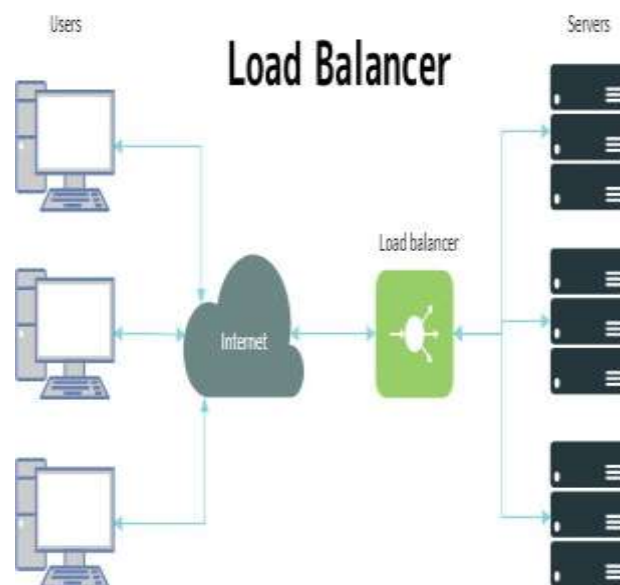 Users
Servers
Load Balancer
Load balancer
Internet